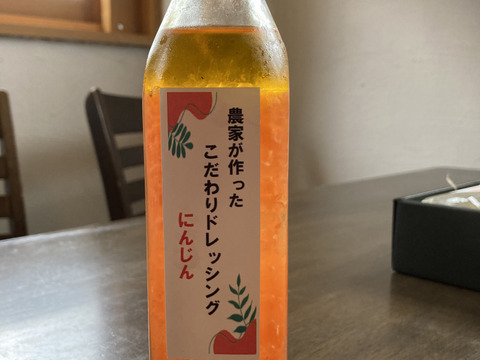 農家が作った
こだわりドレッシング
にんじん